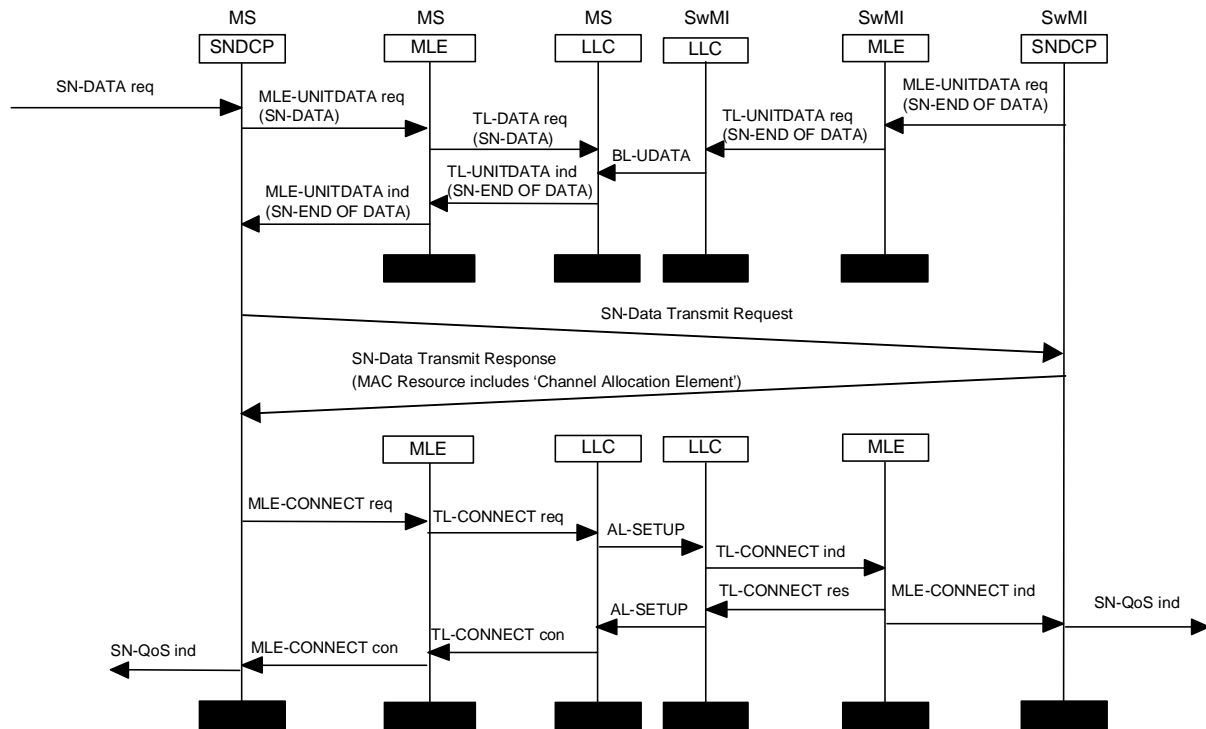 MS MS MS SwMI SwMI SwMI
SNDCP MLE LLC LLC MLE SNDCP
SN-DATA req
MLE-UNITDATA req
(SN-DATA)
TL-DATA req
(SN-DATA)
BL-UDATA
TL-UNITDATA req
(SN-END OF DATA)
MLE-UNITDATA req
(SN-END OF DATA)
TL-UNITDATA ind
(SN-END OF DATA)
MLE-UNITDATA ind
(SN-END OF DATA)
SN-Data Transmit Request
SN-Data Transmit Response
(MAC Resource includes ‘Channel Allocation Element’)
MLE LLC LLC MLE
MLE-CONNECT req
TL-CONNECT req
AL-SETUP
TL-CONNECT ind
TL-CONNECT res
MLE-CONNECT ind
SN-QoS ind
AL-SETUP
TL-CONNECT con
MLE-CONNECT con
SN-QoS ind